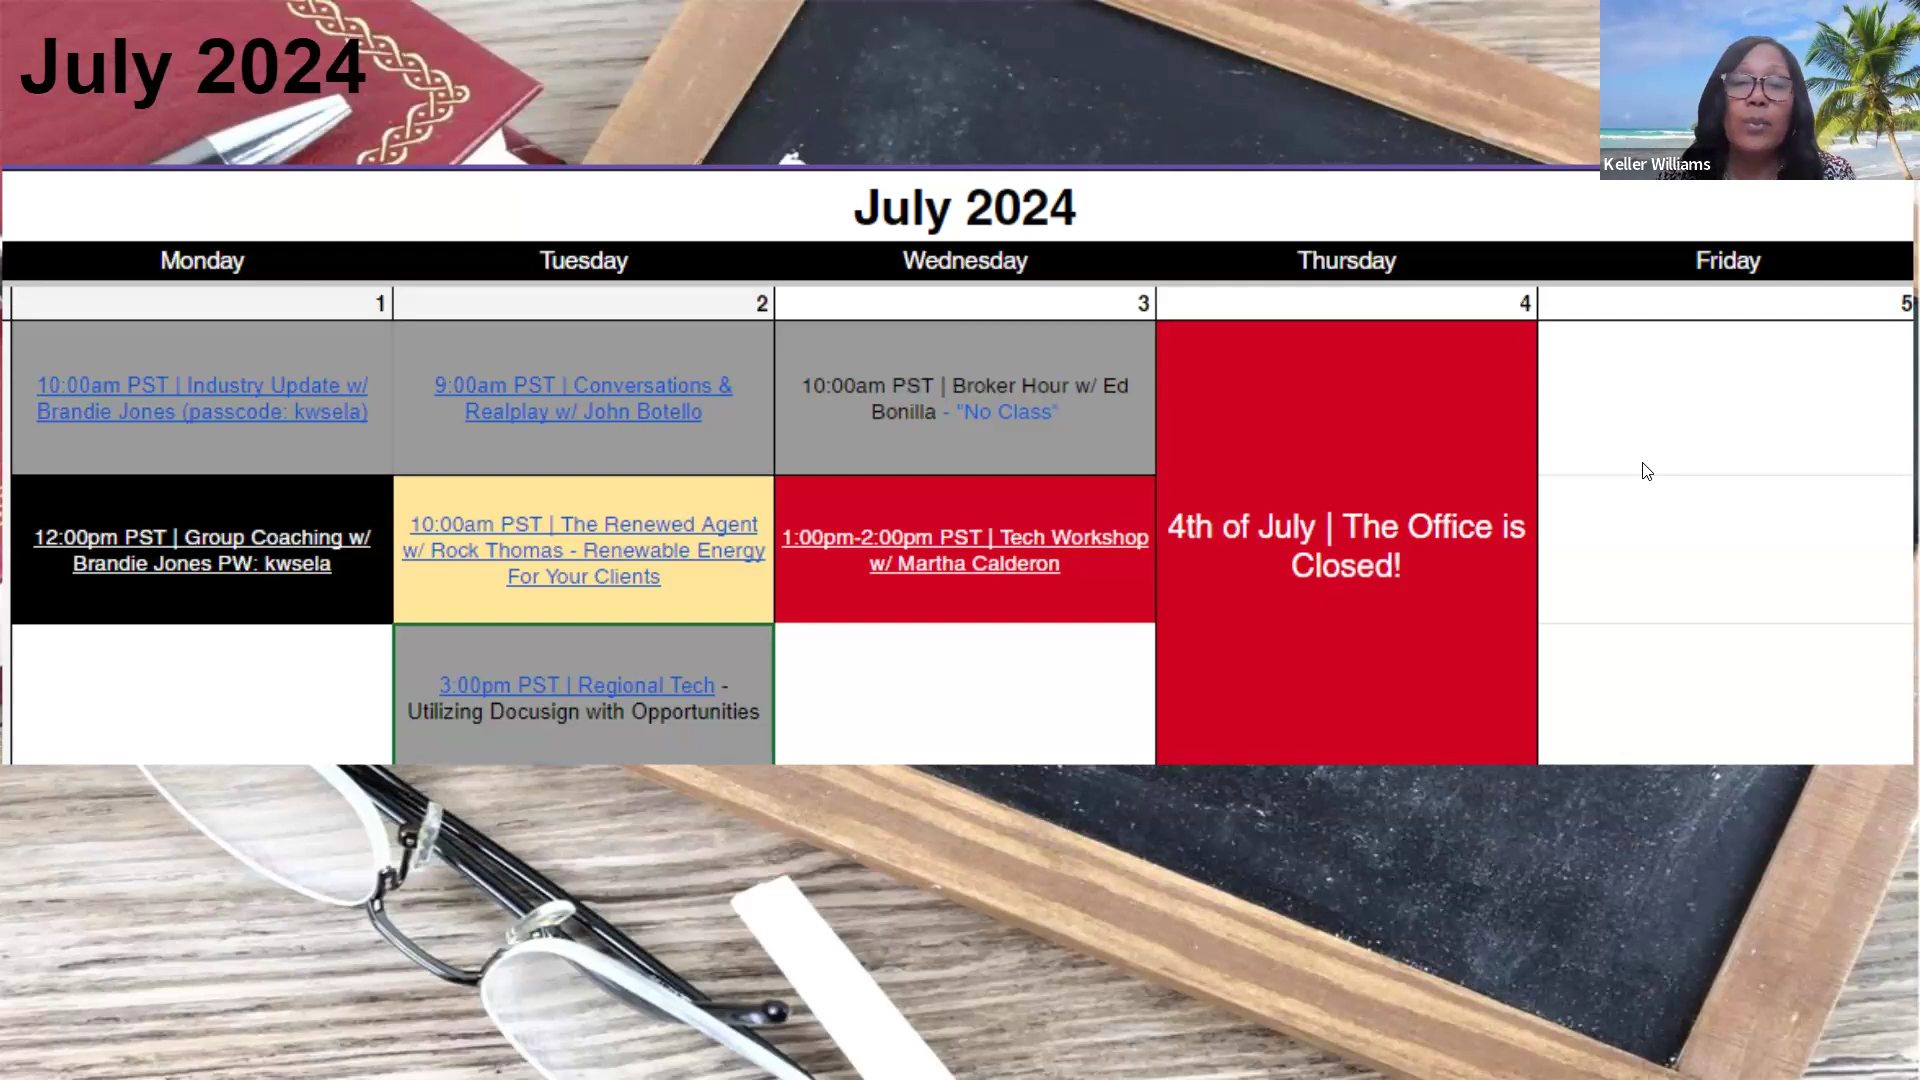 July 2024
Keller Williams
July 2024
Monday
Tuesday
Wednesday
Thursday
Friday
1
2
3
4
5
10:00am PST | Industry Update w/
Brandie Jones (passcode: kwsela)
9:00am PST | Conversations &
Realplay w/ John Botello
10:00am PST | Broker Hour w/ Ed
Bonilla - "No Class"
12:00pm PST | Group Coaching w/
Brandie Jones PW: kwsela
10:00am PST | The Renewed Agent
w/ Rock Thomas - Renewable Energy
For Your Clients
1:00pm-2:00pm PST | Tech Workshop
w/ Martha Calderon
4th of July | The Office is
Closed!
3:00pm PST | Regional Tech -
Utilizing Docusign with Opportunities